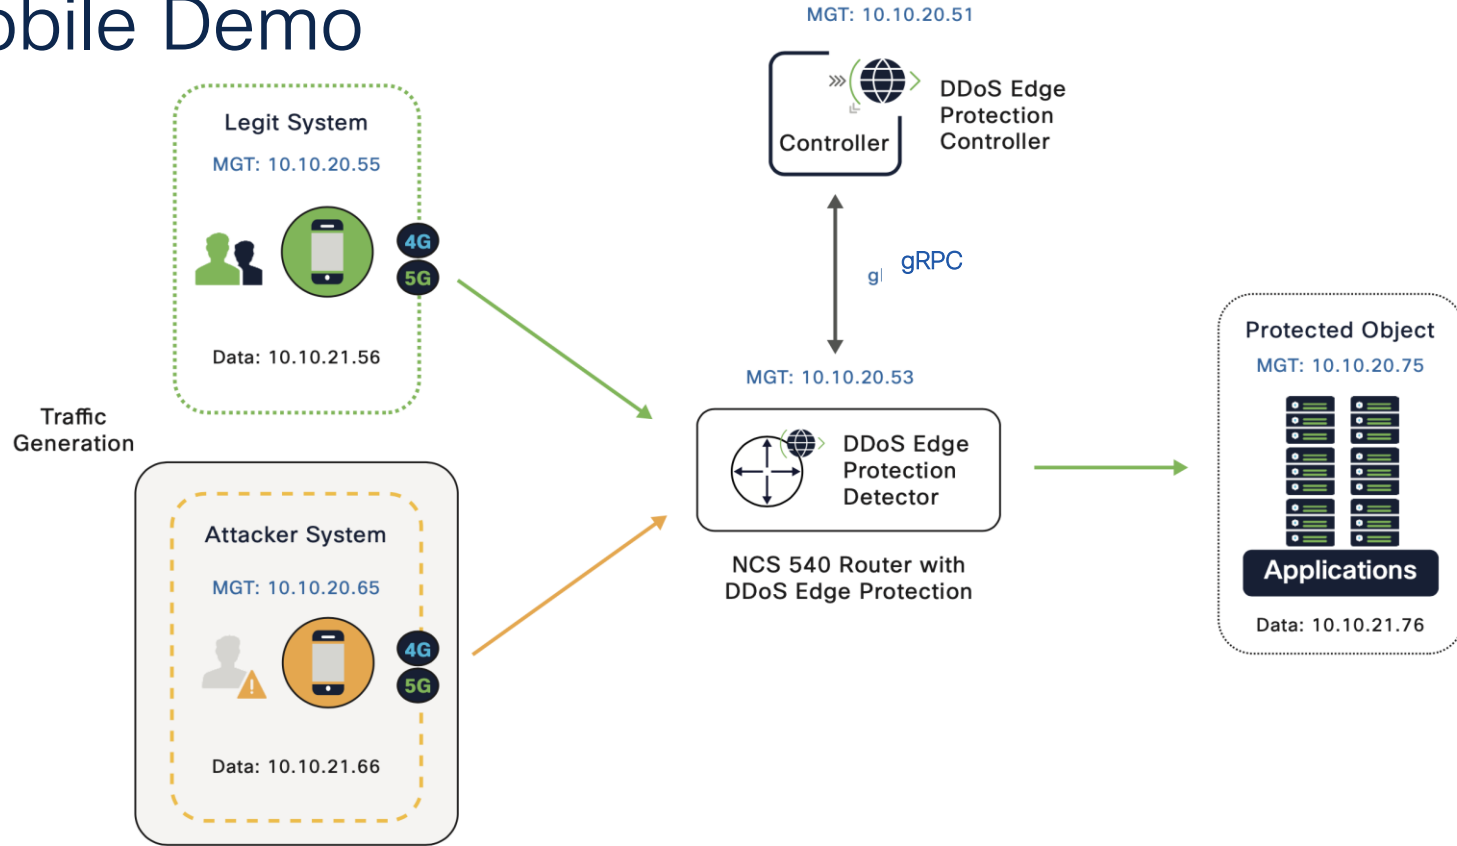 obile Demo
MGT: 10.10.20.51
Controller
DDoS Edge
Protection
Controller
Legit System
MGT: 10.10.20.55
4G
5G
Data: 10.10.21.56
g
gRPC
Traffic
Generation
Attacker System
MGT: 10.10.20.65
4G
5G
Data: 10.10.21.66
MGT: 10.10.20.53
DDoS Edge
Protection
Detector
NCS 540 Router with
DDoS Edge Protection
Protected Object
MGT: 10.10.20.75
Applications
Data: 10.10.21.76